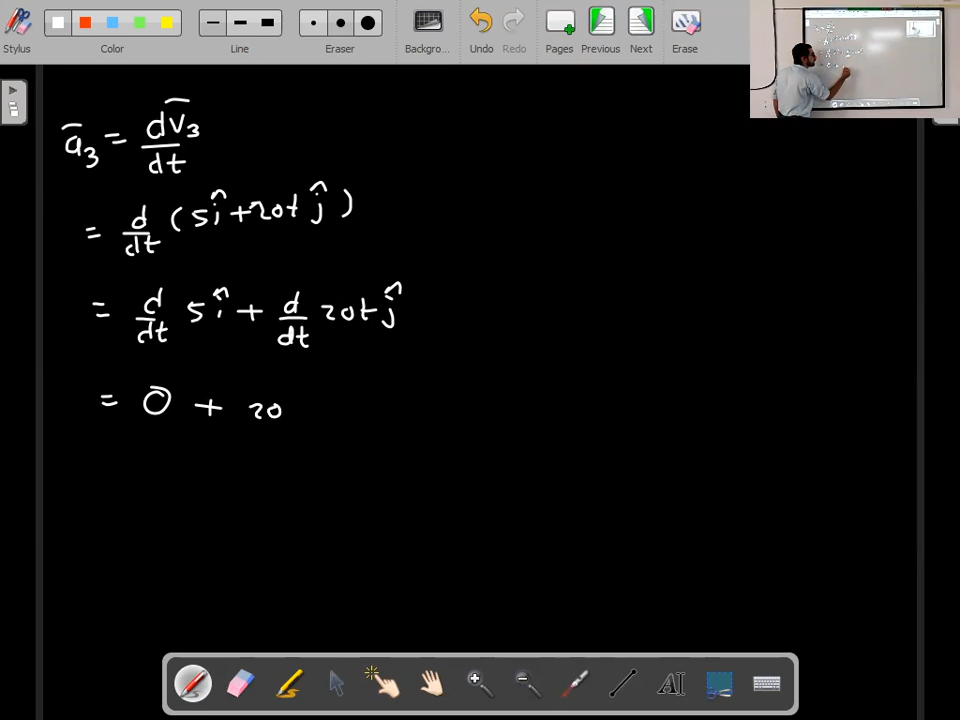 Stylus
Color
Line
Eraser
Backgro...
Undo
Redo
Pages
Previous
Next
Erase
a̅₃ = dv̅₃/dt
= d/dt (5î + 20t ĵ)
= d/dt 5î + d/dt 20t ĵ
= 0 + 20
AI